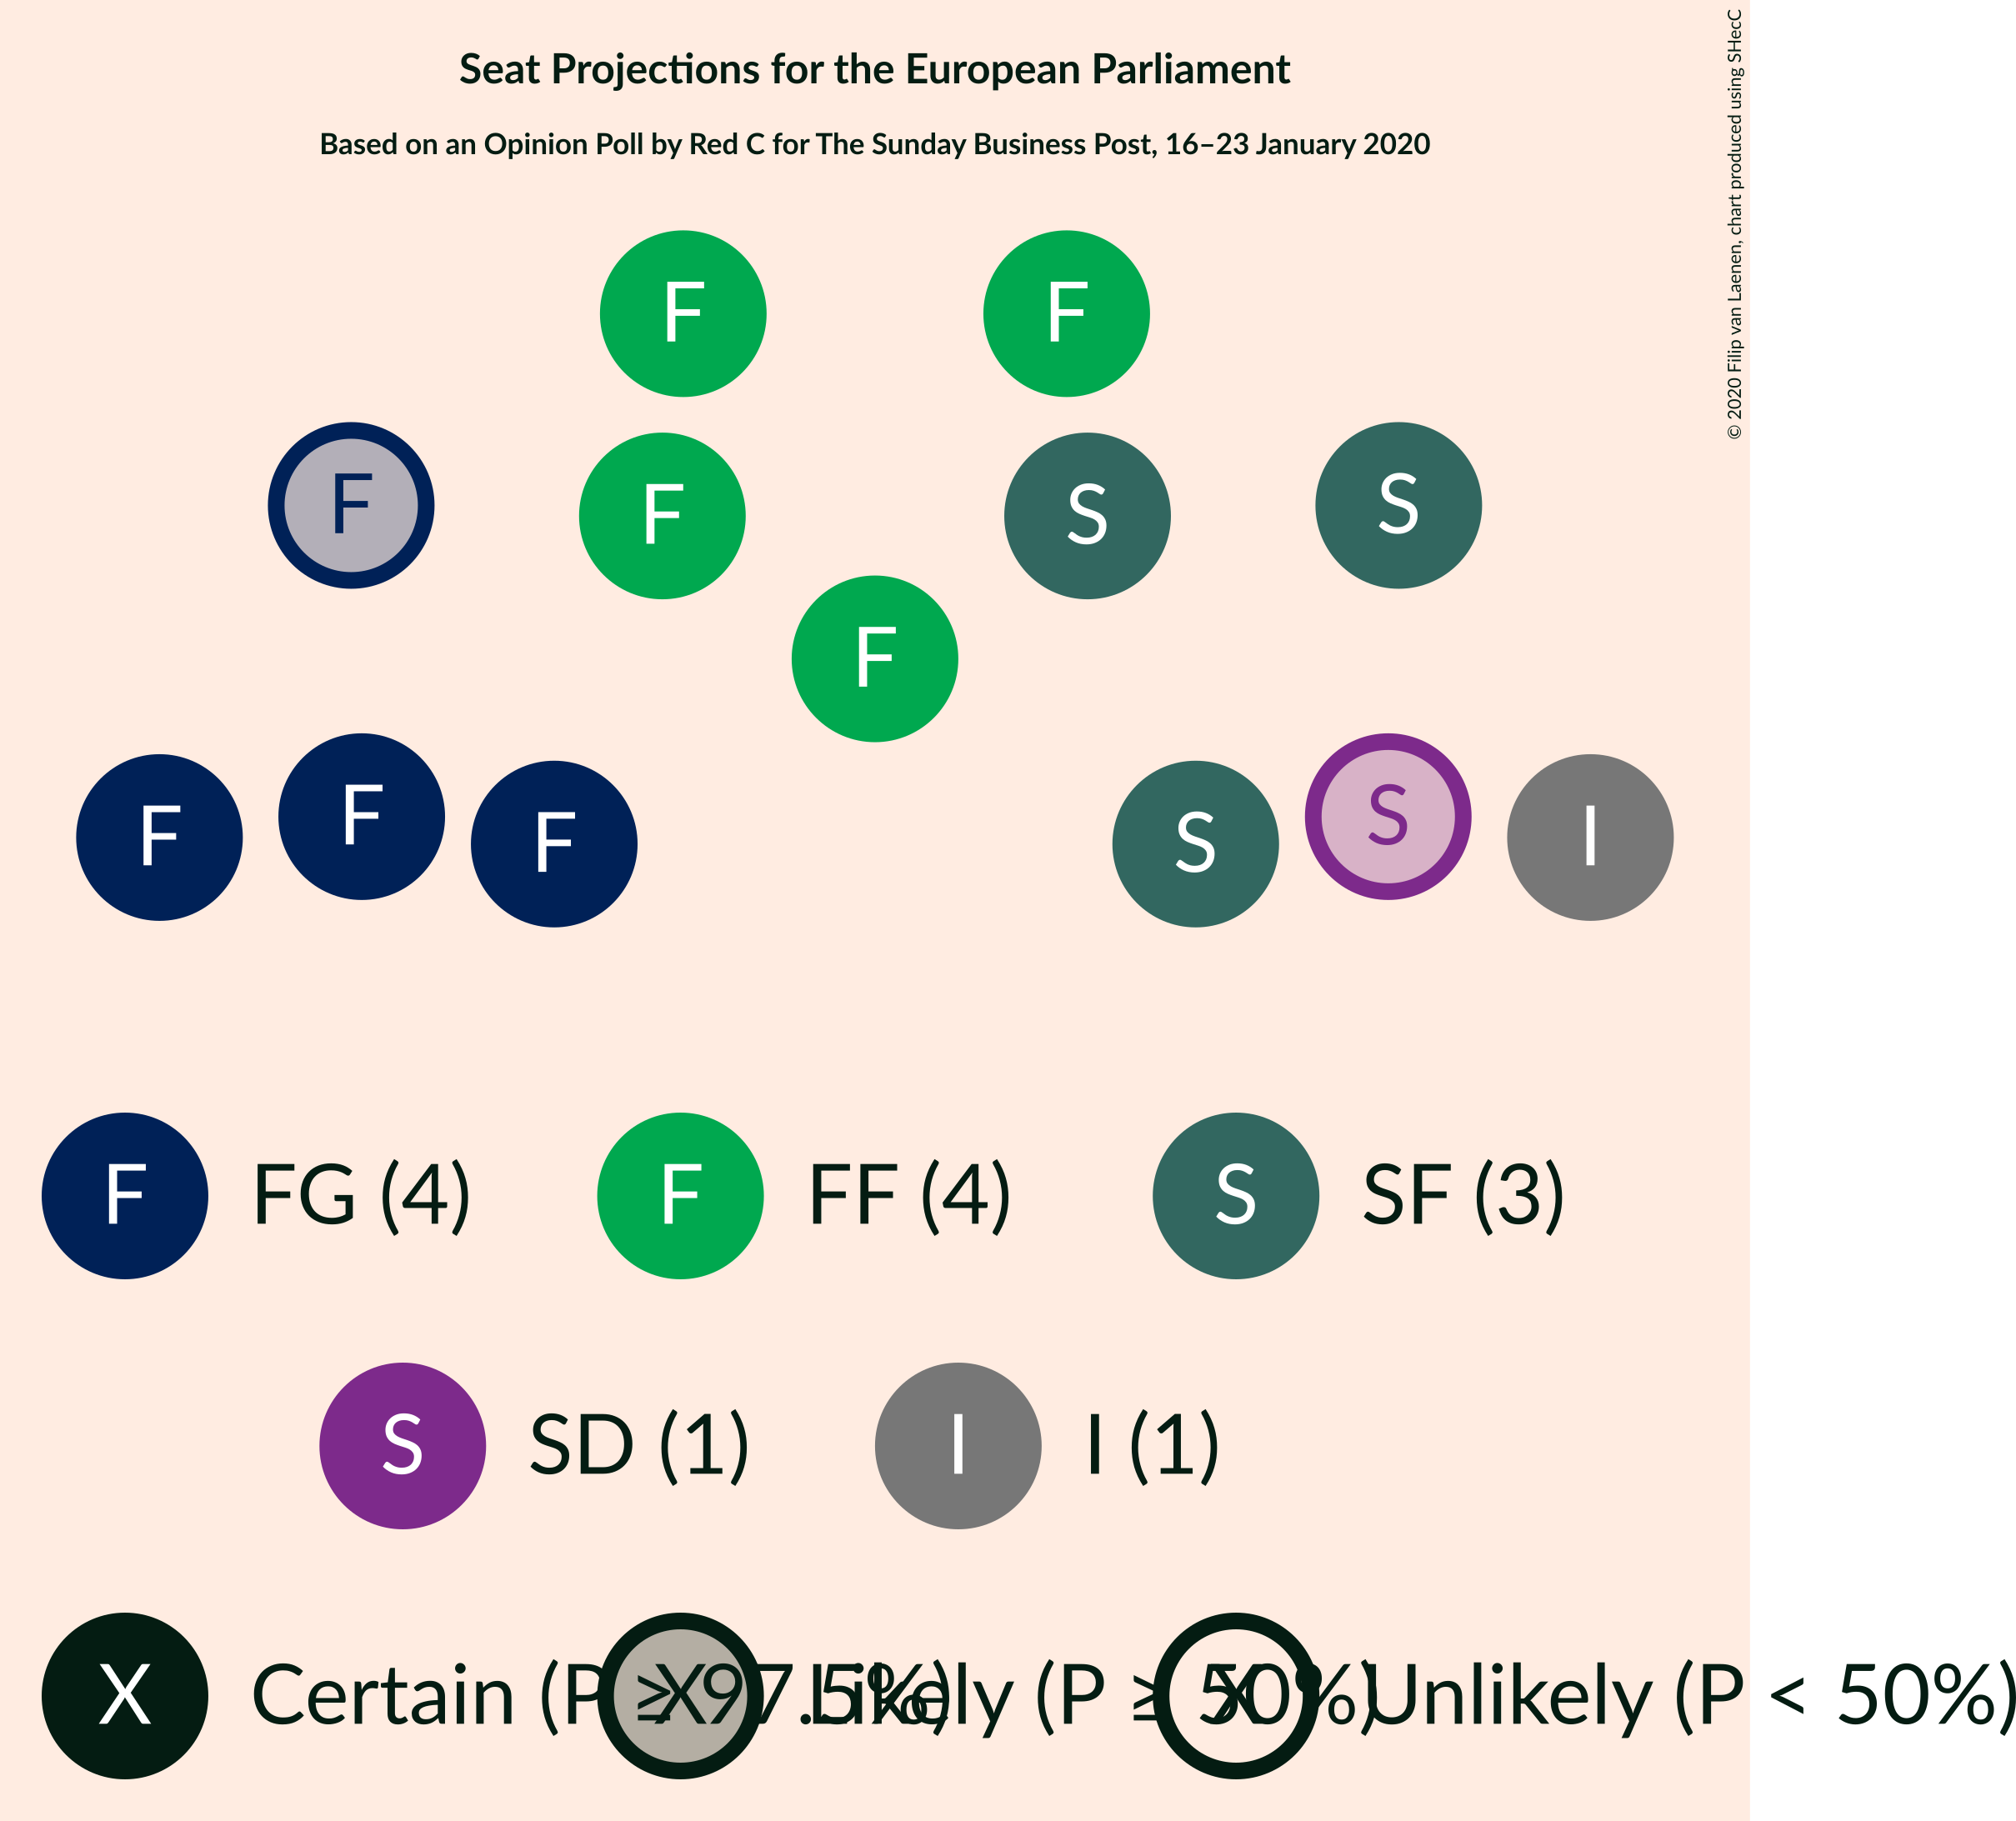 Seat Projections for the European Parliament
Based on an Opinion Poll by Red C for The Sunday Business Post, 16–23 January 2020
© 2020 Filip van Laenen, chart produced using SHecC
F F
F F S S
F
F F F S S I
F FG (4) F FF (4) S SF (3)
S SD (1) I I (1)
X Certain (P ≥ 97.5%) X Likely (P ≥ 50%) X Unlikely (P < 50%)